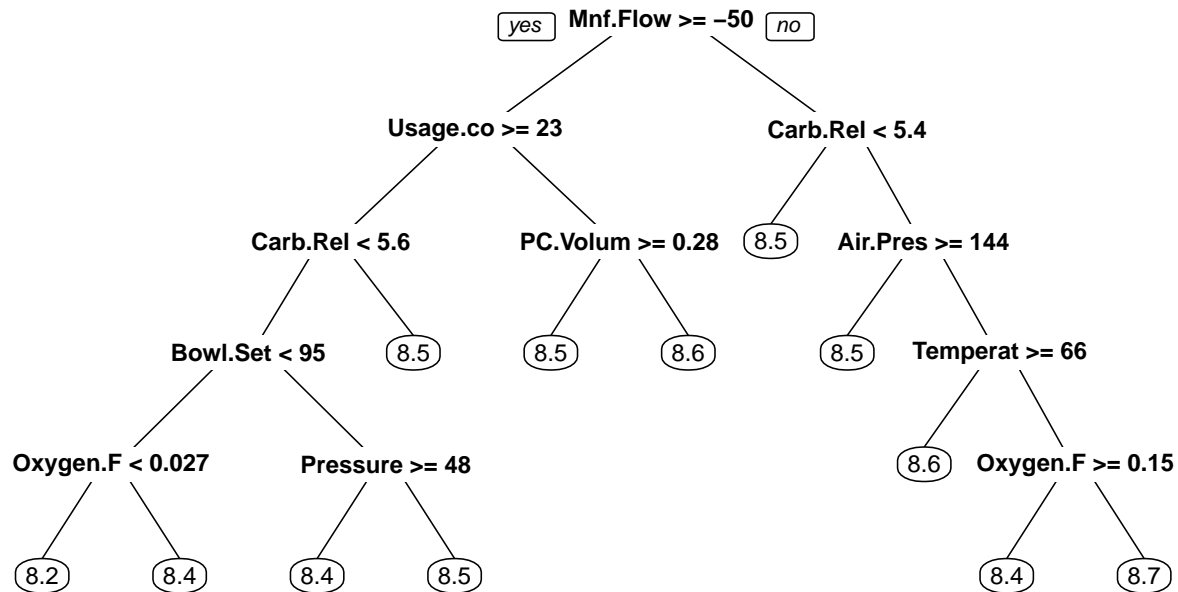 yes Mnf.Flow >= −50 no
Usage.co >= 23 Carb.Rel < 5.4
Carb.Rel < 5.6 PC.Volum >= 0.28 8.5 Air.Pres >= 144
Bowl.Set < 95 8.5 8.5 8.6 8.5 Temperat >= 66
Oxygen.F < 0.027 Pressure >= 48 8.6 Oxygen.F >= 0.15
8.2 8.4 8.4 8.5 8.4 8.7